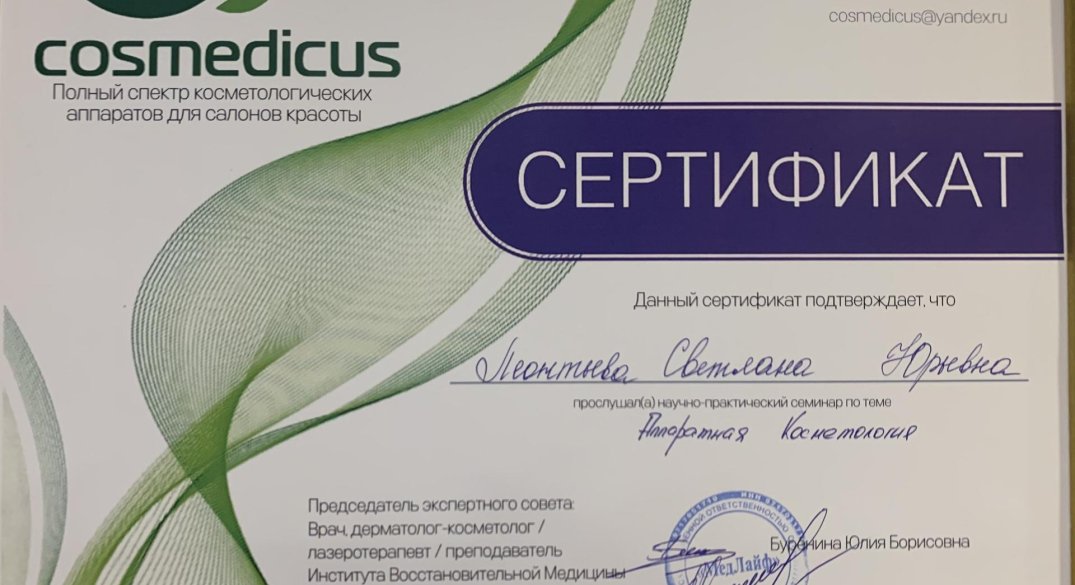 cosmedicus@yandex.ru
cosmedicus
Полный спектр косметологических
аппаратов для салонов красоты
СЕРТИФИКАТ
Данный сертификат подтверждает, что
Леонтьева Светлана Юрьевна
прослушал(а) научно-практический семинар по теме
Аппаратная Косметология
Председатель экспертного совета:
Врач, дерматолог-косметолог /
лазеротерапевт / преподаватель
Института Восстановительной Медицины
Буренина Юлия Борисовна
ОТВЕТСТВЕННОСТЬЮ
МедЛайф